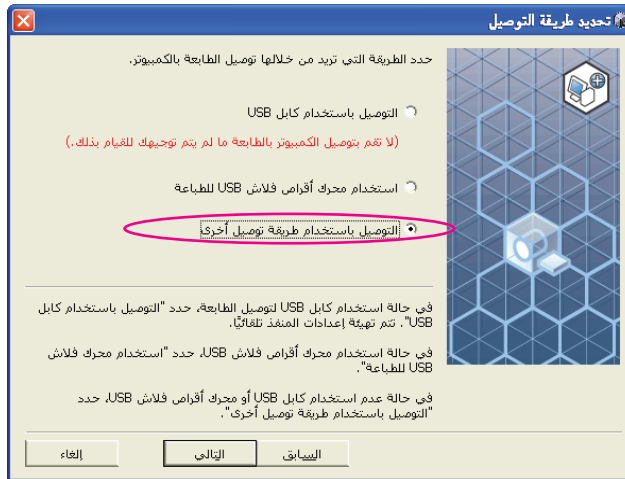 تحديد طريقة التوصيل
حدد الطريقة التي تريد من خلالها توصيل الطابعة بالكمبيوتر.
التوصيل باستخدام كابل USB
(لا تقم بتوصيل الكمبيوتر بالطابعة ما لم يتم توجيهك للقيام بذلك.)
استخدام محرك أقراص فلاش USB للطباعة
التوصيل باستخدام طريقة توصيل أخرى
في حالة استخدام كابل USB لتوصيل الطابعة، حدد "التوصيل باستخدام كابل
USB". تتم تهيئة إعدادات المنفذ تلقائيًا.
في حالة استخدام محرك أقراص فلاش USB، حدد "استخدام محرك فلاش
USB للطباعة".
في حالة عدم استخدام كابل USB أو محرك أقراص فلاش USB، حدد
"التوصيل باستخدام طريقة توصيل أخرى".
السابق
التالي
إلغاء